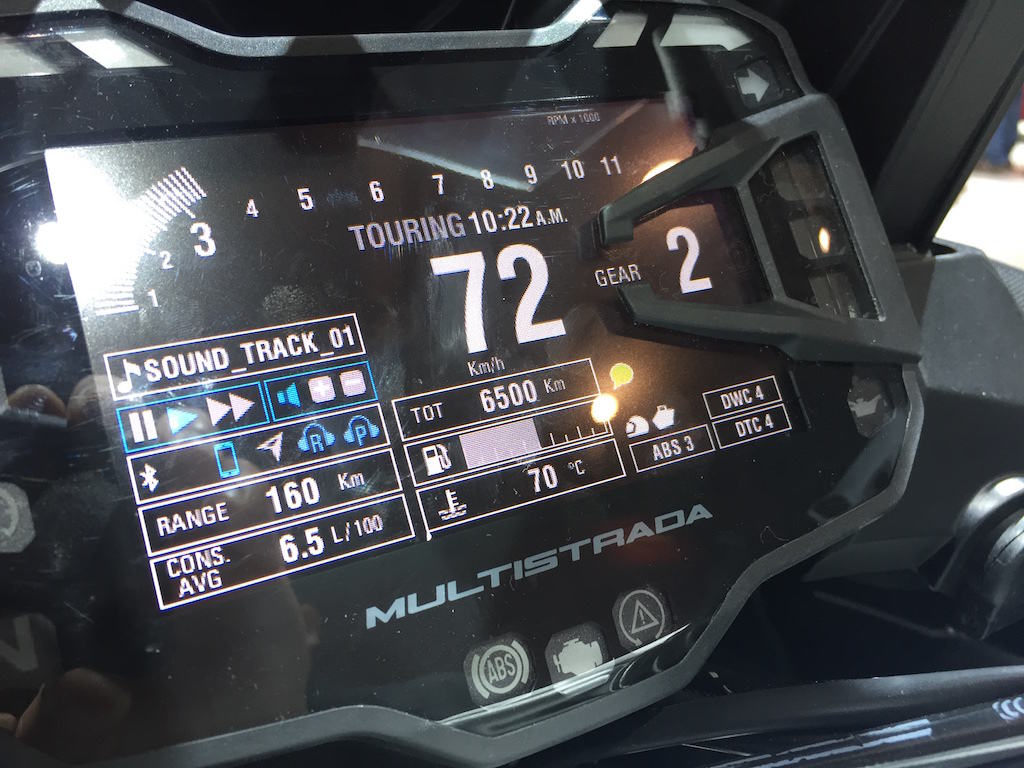 RPM x 1000
1 2 3 4 5 6 7 8 9 10 11
TOURING 10:22 A.M.
72
Km/h
GEAR 2
SOUND_TRACK_01
R P
RANGE 160 Km
CONS. AVG 6.5 L/100
TOT 6500 Km
70 °C
ABS 3
DWC 4
DTC 4
MULTISTRADA
ABS